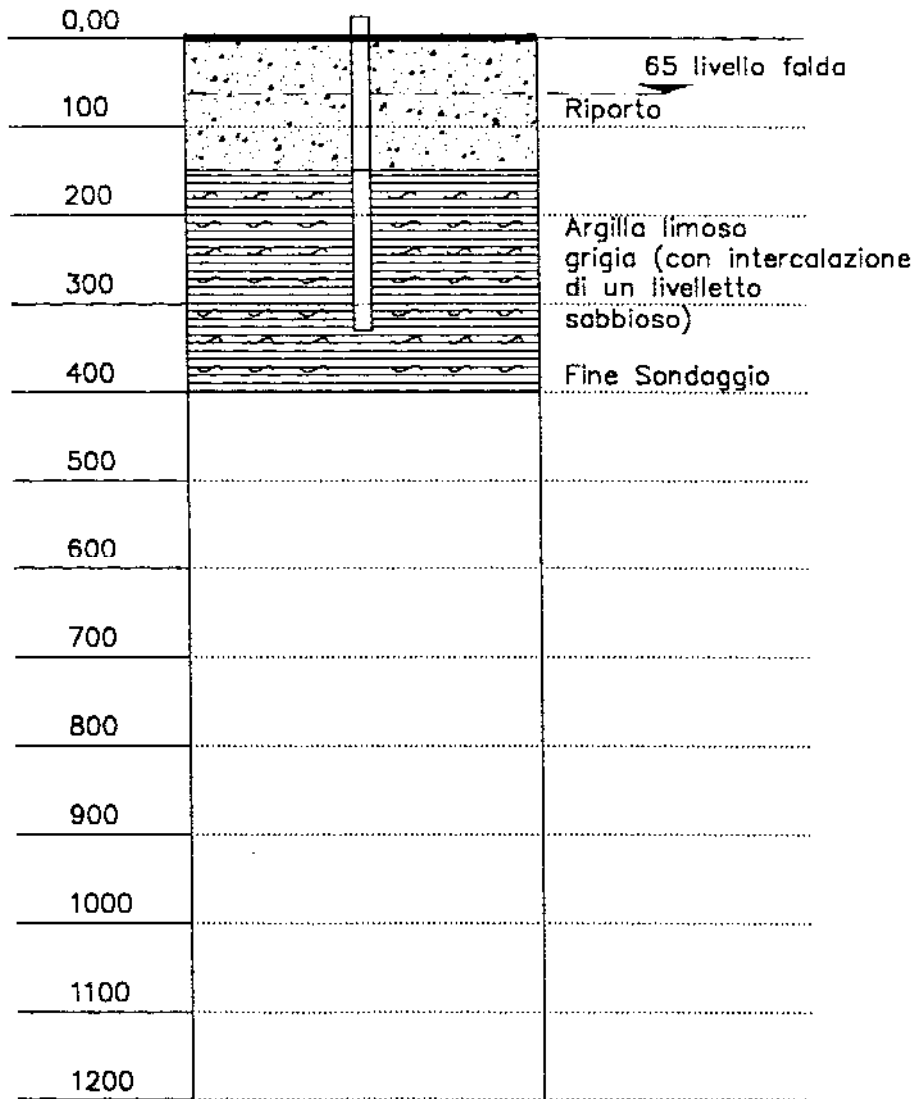 0,00
65 livello falda
100
Riporto
200
Argilla limosa
grigia (con intercalazione
di un livelletto
300
sabbioso)
400
Fine Sondaggio
500
600
700
800
900
1000
1100
1200